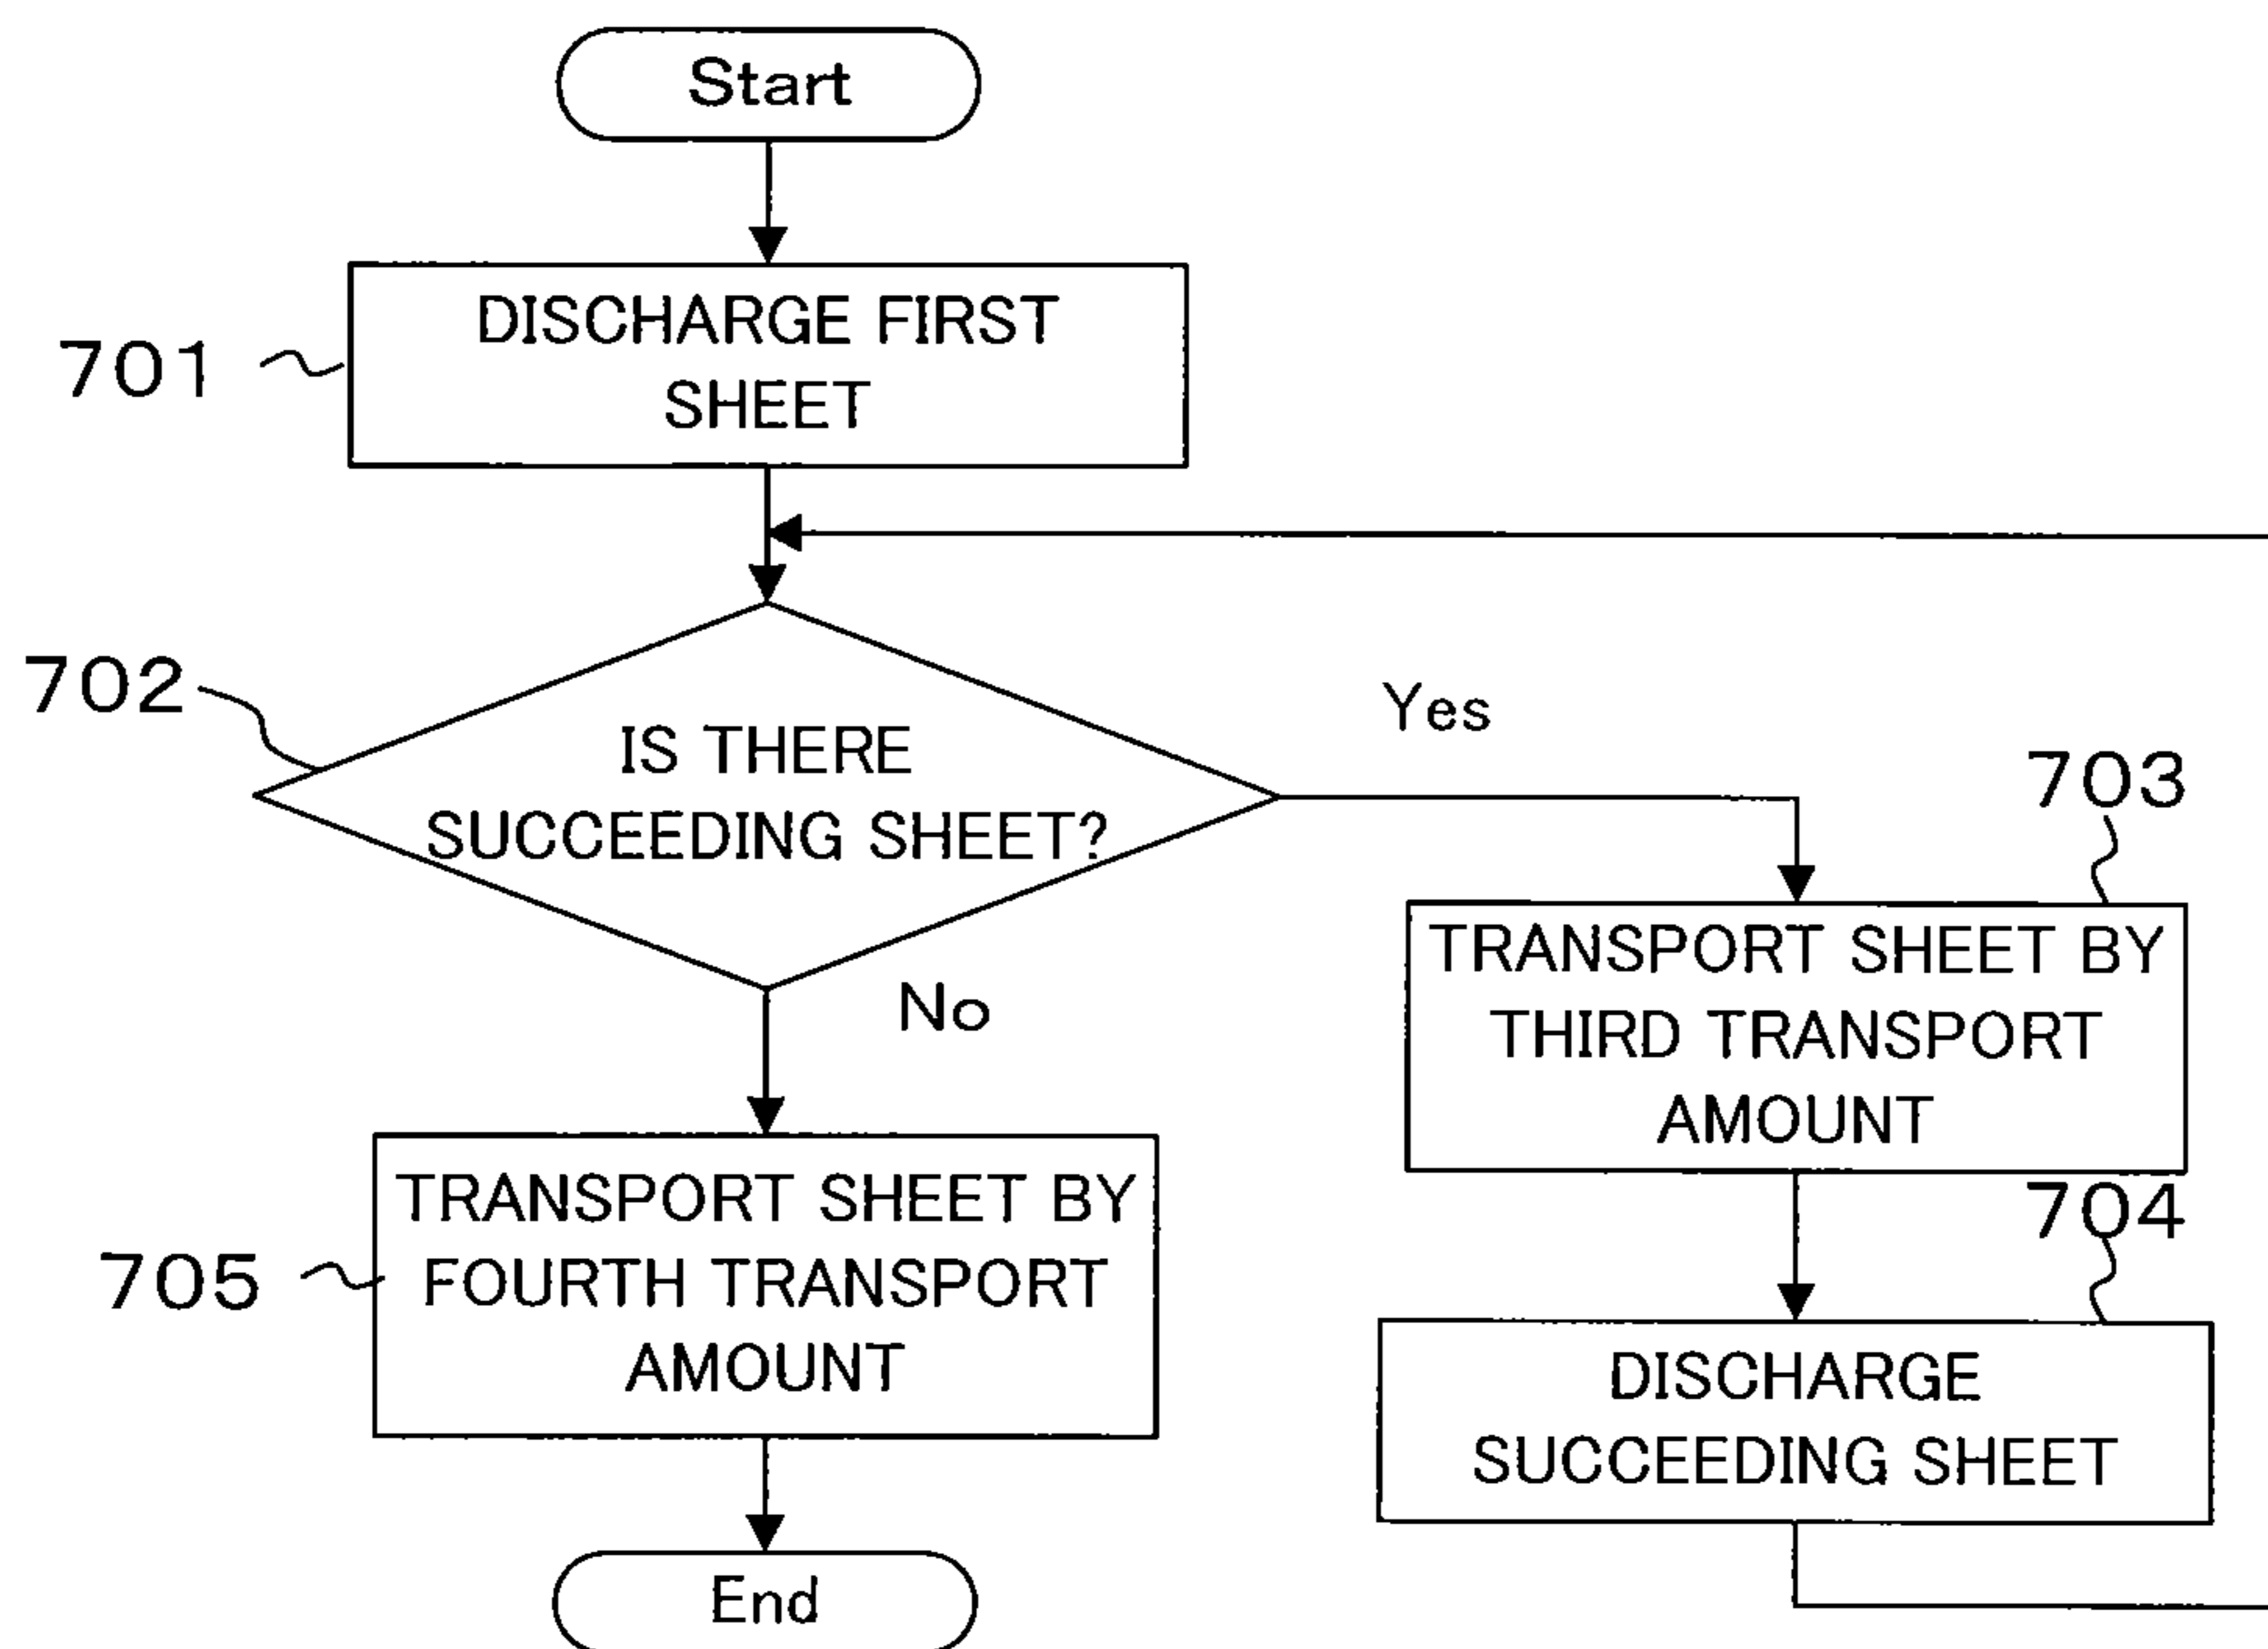 Start
701
DISCHARGE FIRST
SHEET
702
IS THERE
SUCCEEDING SHEET?
Yes
No
703
TRANSPORT SHEET BY
THIRD TRANSPORT
AMOUNT
704
DISCHARGE
SUCCEEDING SHEET
705
TRANSPORT SHEET BY
FOURTH TRANSPORT
AMOUNT
End